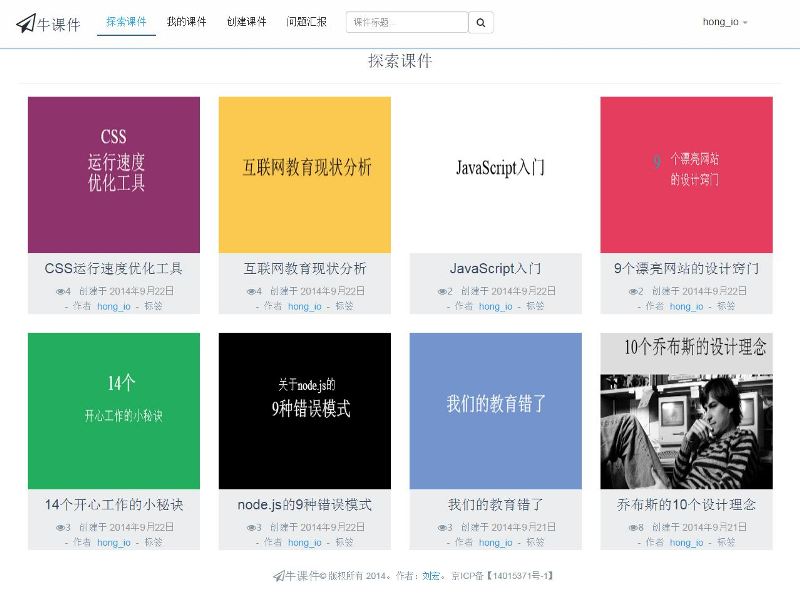 牛课件 探索课件 我的课件 创建课件 问题汇报 课件标题... hong_io
探索课件
CSS
运行速度
优化工具
互联网教育现状分析
JavaScript入门
9 个漂亮网站
的设计窍门
CSS运行速度优化工具
4 创建于 2014年9月22日
- 作者 hong_io - 标签
互联网教育现状分析
4 创建于 2014年9月22日
- 作者 hong_io - 标签
JavaScript入门
2 创建于 2014年9月22日
- 作者 hong_io - 标签
9个漂亮网站的设计窍门
2 创建于 2014年9月22日
- 作者 hong_io - 标签
14个
开心工作的小秘诀
关于node.js的
9种错误模式
我们的教育错了
10个乔布斯的设计理念
14个开心工作的小秘诀
3 创建于 2014年9月22日
- 作者 hong_io - 标签
node.js的9种错误模式
3 创建于 2014年9月22日
- 作者 hong_io - 标签
我们的教育错了
3 创建于 2014年9月21日
- 作者 hong_io - 标签
乔布斯的10个设计理念
8 创建于 2014年9月21日
- 作者 hong_io - 标签
牛课件© 版权所有 2014。作者：刘宏。 京ICP备【14015371号-1】